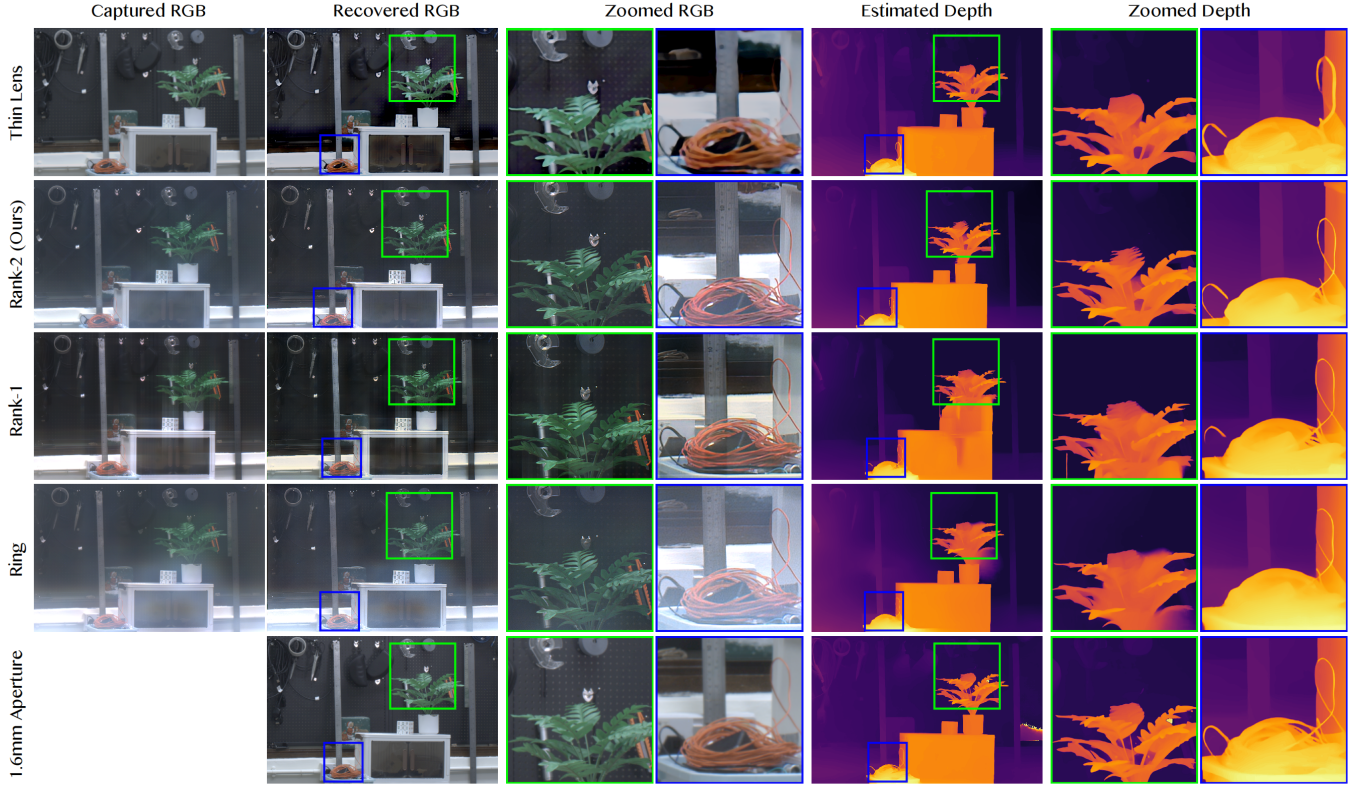 Captured RGB
Recovered RGB
Zoomed RGB
Estimated Depth
Zoomed Depth
Thin Lens
Rank-2 (Ours)
Rank-1
Ring
1.6mm Aperture